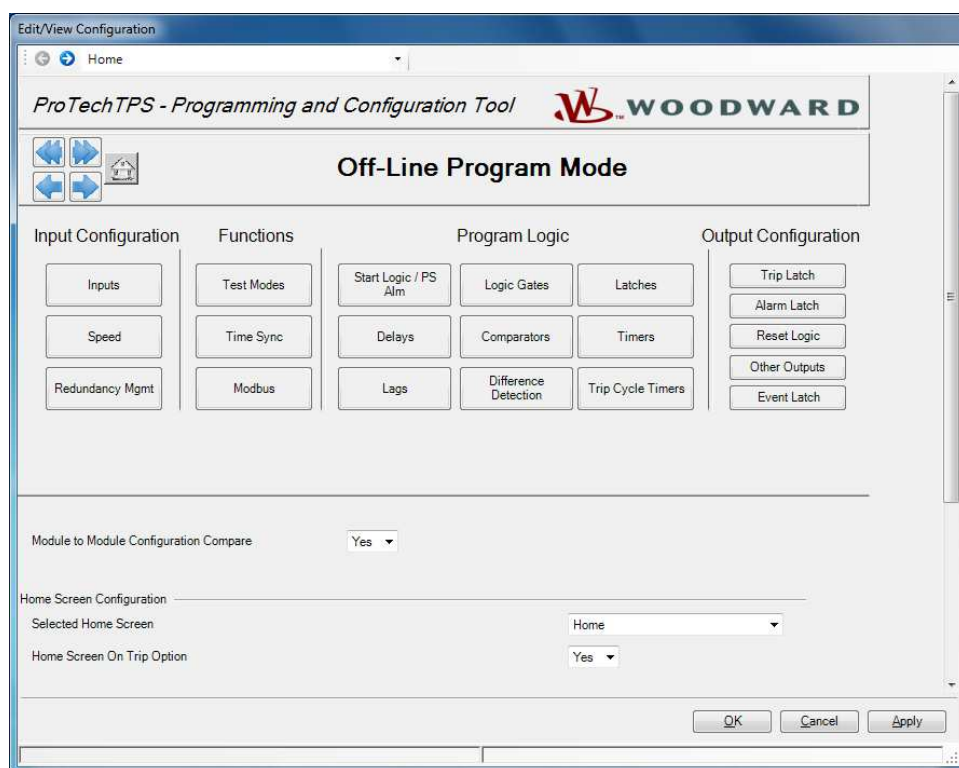 Edit/View Configuration
Home
ProTechTPS - Programming and Configuration Tool
WOODWARD
Off-Line Program Mode
Input Configuration Functions Program Logic Output Configuration
Inputs Test Modes Start Logic / PS Alm Logic Gates Latches Trip Latch
Alarm Latch
Speed Time Sync Delays Comparators Timers Reset Logic
Other Outputs
Redundancy Mgmt Modbus Lags Difference Detection Trip Cycle Timers Event Latch
Module to Module Configuration Compare Yes
Home Screen Configuration
Selected Home Screen Home
Home Screen On Trip Option Yes
OK Cancel Apply